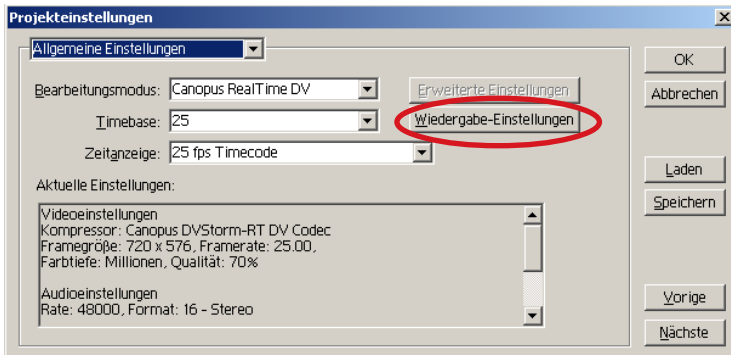 Projekteinstellungen
Allgemeine Einstellungen
OK
Bearbeitungsmodus: Canopus RealTime DV
Erweiterte Einstellungen
Abbrechen
Timebase: 25
Wiedergabe-Einstellungen
Zeitanzeige: 25 fps Timecode
Laden
Aktuelle Einstellungen:
Speichern
Videoeinstellungen
Kompressor: Canopus DVStorm-RT DV Codec
Framegröße: 720 x 576, Framerate: 25.00,
Farbtiefe: Millionen, Qualität: 70%
Audioeinstellungen
Rate: 48000, Format: 16 - Stereo
Vorige
Nächste